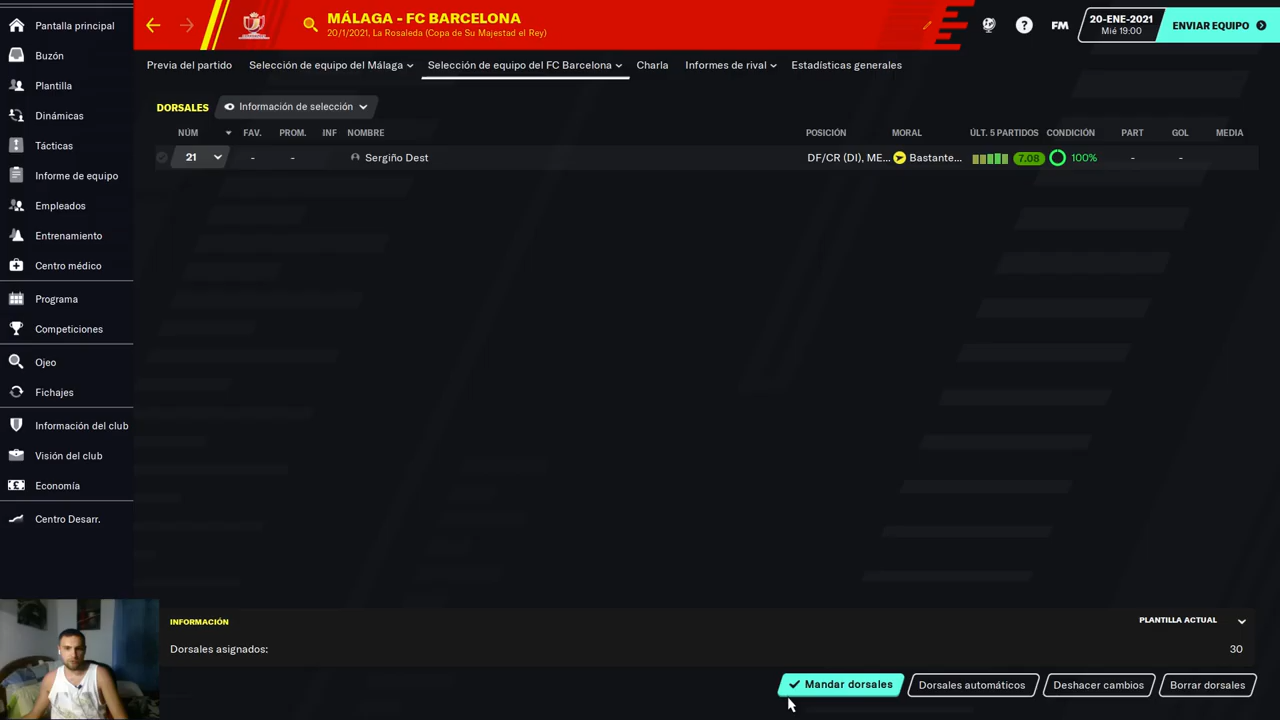 MÁLAGA - FC BARCELONA
20/1/2021, La Rosaleda (Copa de Su Majestad el Rey)
?
FM
20-ENE-2021
Mié 19:00
ENVIAR EQUIPO
Pantalla principal
Buzón
Plantilla
Dinámicas
Tácticas
Informe de equipo
Empleados
Entrenamiento
Centro médico
Programa
Competiciones
Ojeo
Fichajes
Información del club
Visión del club
Economía
Centro Desarr.
Previa del partido Selección de equipo del Málaga Selección de equipo del FC Barcelona Charla Informes de rival Estadísticas generales
DORSALES Información de selección
NÚM FAV. PROM. INF NOMBRE POSICIÓN MORAL ÚLT. 5 PARTIDOS CONDICIÓN PART GOL MEDIA
21 - - Sergiño Dest DF/CR (DI), ME... Bastante... 7.08 100% - -
INFORMACIÓN PLANTILLA ACTUAL
Dorsales asignados: 30
Mandar dorsales Dorsales automáticos Deshacer cambios Borrar dorsales